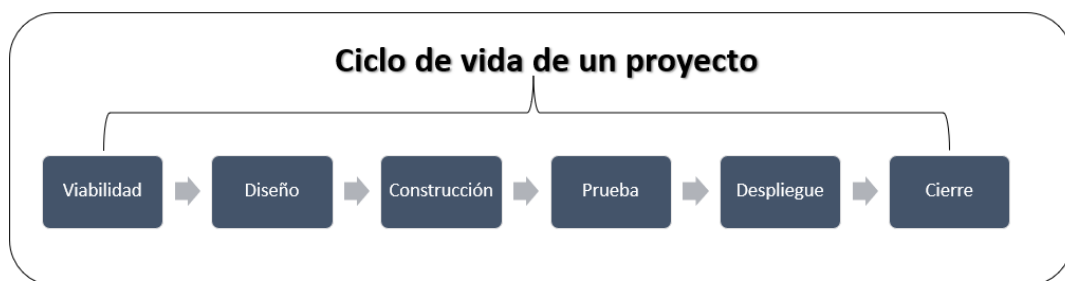 Ciclo de vida de un proyecto
Viabilidad
Diseño
Construcción
Prueba
Despliegue
Cierre